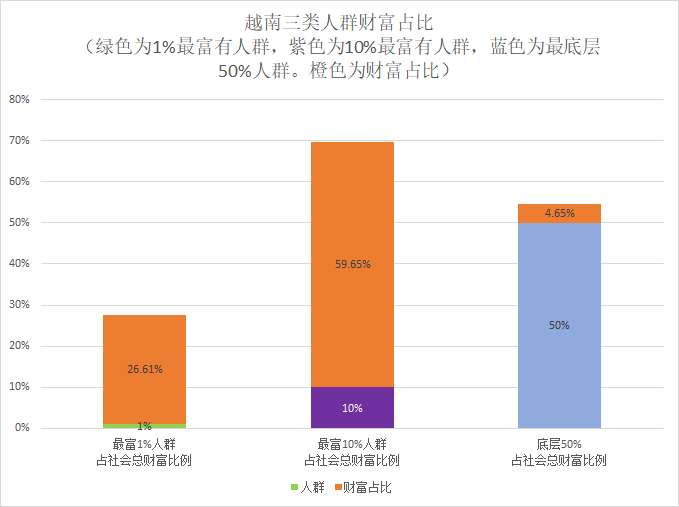 越南三类人群财富占比
（绿色为1%最富有人群，紫色为10%最富有人群，蓝色为最底层
50%人群。橙色为财富占比）
80%
70%
60%
50%
40%
30%
20%
10%
0%
26.61%
1%
59.65%
10%
4.65%
50%
最富1%人群
占社会总财富比例
最富10%人群
占社会总财富比例
底层50%
占社会总财富比例
人群 财富占比